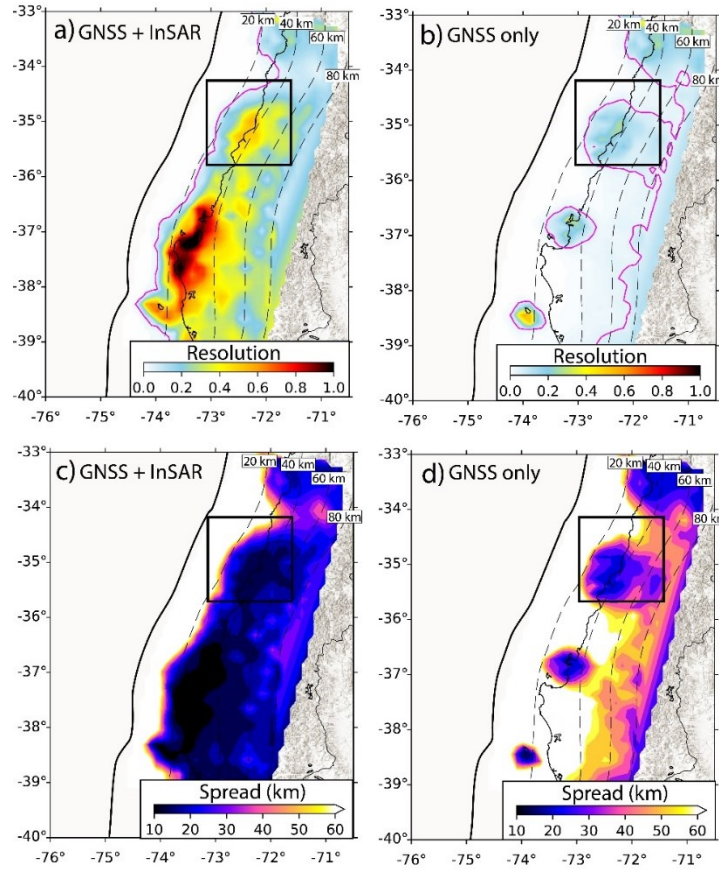 a) GNSS + InSAR
20 km
40 km
60 km
80 km
-33°
-34°
-35°
-36°
-37°
-38°
-39°
-40°
Resolution
0.0 0.2 0.4 0.6 0.8 1.0
-76° -75° -74° -73° -72° -71°
b) GNSS only
20 km
40 km
60 km
80 km
-33°
-34°
-35°
-36°
-37°
-38°
-39°
-40°
Resolution
0.0 0.2 0.4 0.6 0.8 1.0
-76° -75° -74° -73° -72° -71°
c) GNSS + InSAR
20 km
40 km
60 km
80 km
-33°
-34°
-35°
-36°
-37°
-38°
-39°
-40°
Spread (km)
10 20 30 40 50 60
-76° -75° -74° -73° -72° -71°
d) GNSS only
20 km
40 km
60 km
80 km
-33°
-34°
-35°
-36°
-37°
-38°
-39°
-40°
Spread (km)
10 20 30 40 50 60
-76° -75° -74° -73° -72° -71°